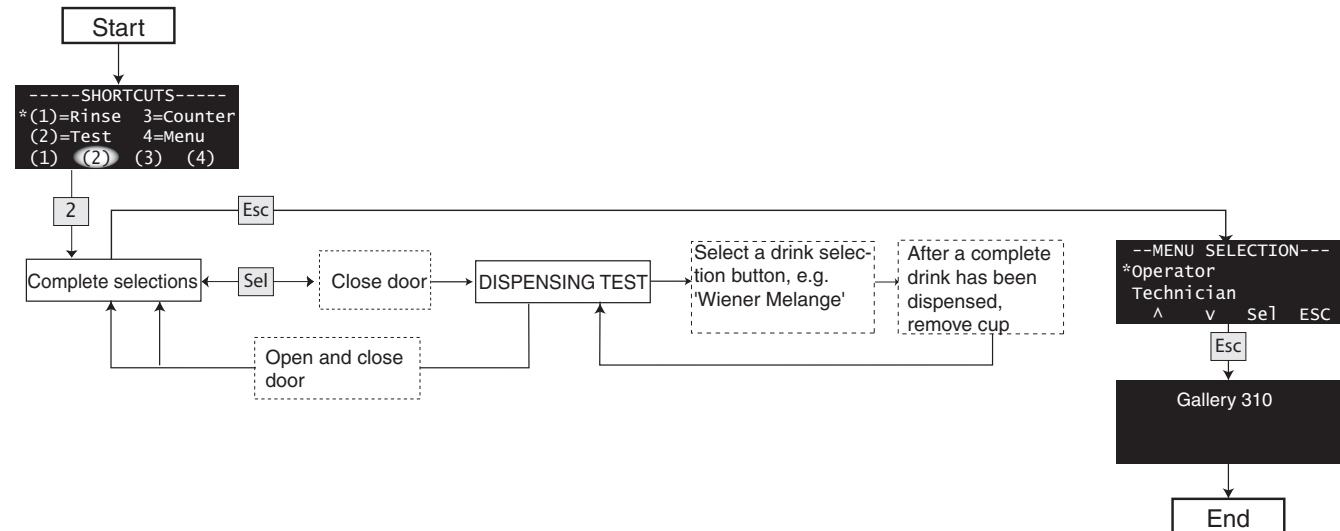 Start
-----SHORTCUTS-----
*(1)=Rinse 3=Counter
(2)=Test 4=Menu
(1) (2) (3) (4)
2
Esc
Complete selections
Sel
Close door
DISPENSING TEST
Select a drink selec-
tion button, e.g.
'Wiener Melange'
After a complete
drink has been
dispensed,
remove cup
Open and close
door
--MENU SELECTION---
*Operator
Technician
^ v Sel ESC
Esc
Gallery 310
End